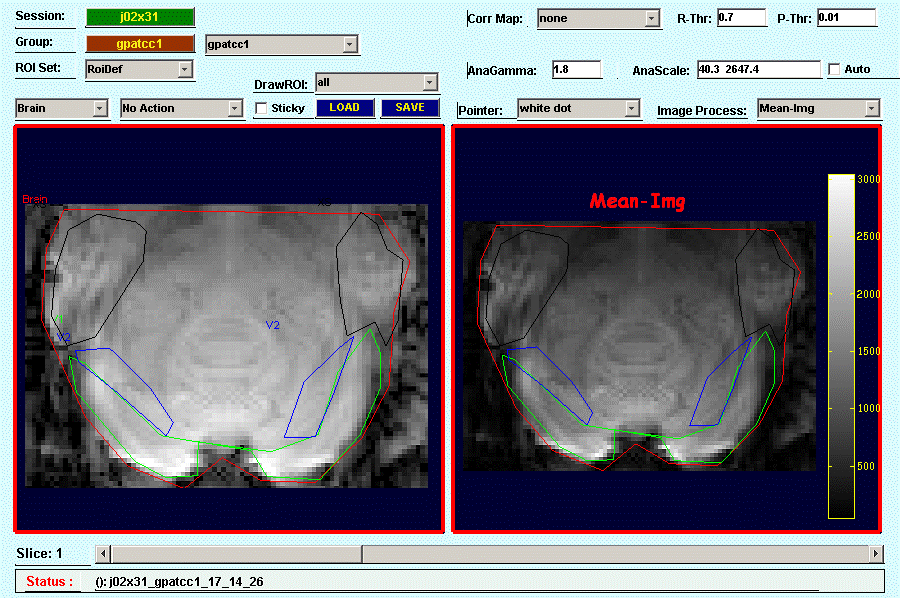 Session: j02x31 Corr Map: none R-Thr: 0.7 P-Thr: 0.01
Group: gpatcc1 gpatcc1
ROI Set: RoiDef AnaGamma: 1.8 AnaScale: 40.3 2647.4 Auto
DrawROI: all
Brain No Action Sticky LOAD SAVE Pointer: white dot Image Process: Mean-Img
3000
Brain
Mean-Img
2500
2000
V2
V2
1500
1000
500
Slice: 1
Status : (): j02x31_gpatcc1_17_14_26